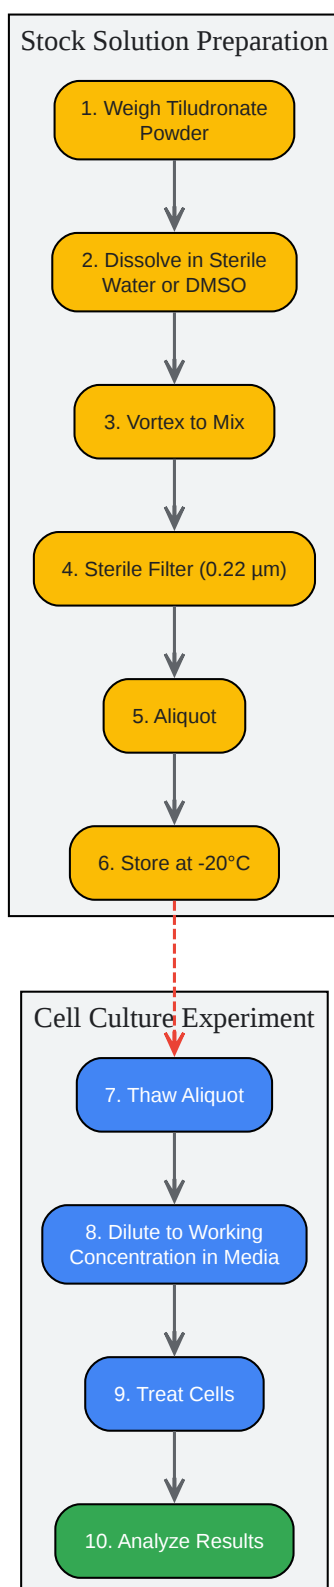 Stock Solution Preparation
1. Weigh Tiludronate
Powder
2. Dissolve in Sterile
Water or DMSO
3. Vortex to Mix
4. Sterile Filter (0.22 µm)
5. Aliquot
6. Store at -20°C
Cell Culture Experiment
7. Thaw Aliquot
8. Dilute to Working
Concentration in Media
9. Treat Cells
10. Analyze Results